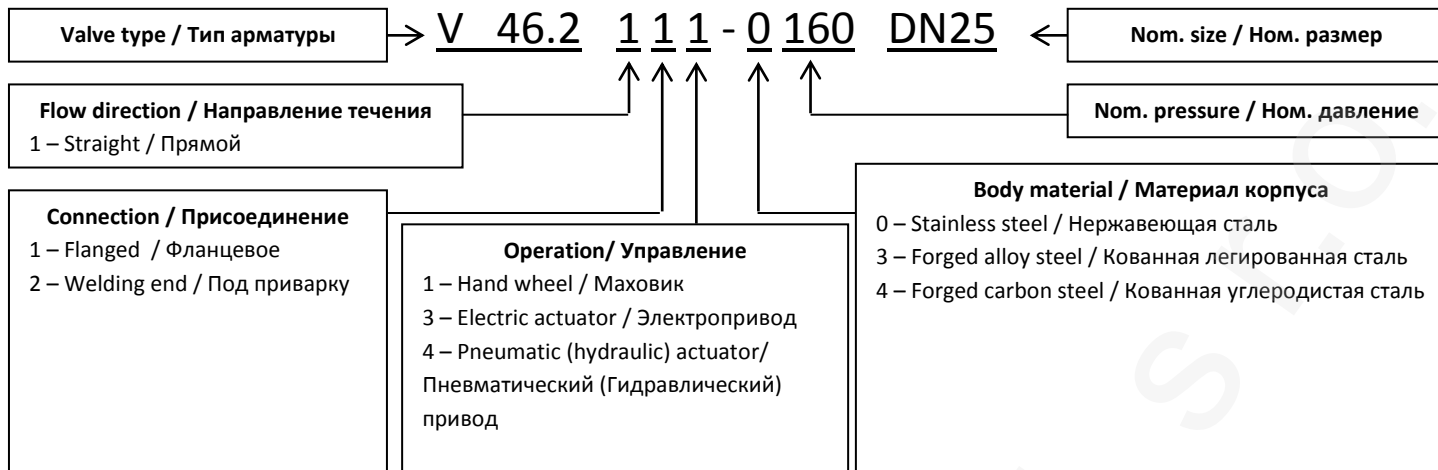 Valve type / Тип арматуры
V 46.2 1 1 1 - 0 160 DN25
Nom. size / Ном. размер
Flow direction / Направление течения
1 – Straight / Прямой
Nom. pressure / Ном. давление
Connection / Присоединение
1 – Flanged / Фланцевое
2 – Welding end / Под приварку
Operation/ Управление
1 – Hand wheel / Маховик
3 – Electric actuator / Электропривод
4 – Pneumatic (hydraulic) actuator/
Пневматический (Гидравлический)
привод
Body material / Материал корпуса
0 – Stainless steel / Нержавеющая сталь
3 – Forged alloy steel / Кованная легированная сталь
4 – Forged carbon steel / Кованная углеродистая сталь
s r.o.